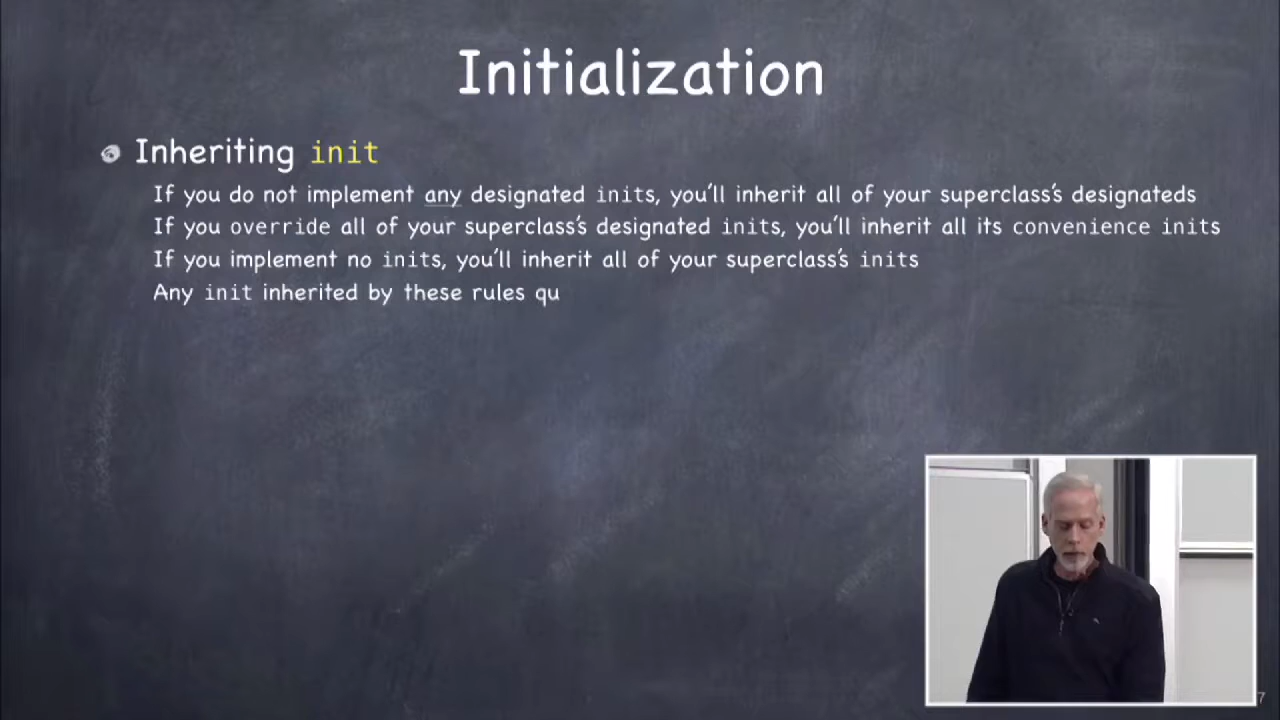 Initialization
Inheriting init
If you do not implement any designated inits, you'll inherit all of your superclass's designateds
If you override all of your superclass's designated inits, you'll inherit all its convenience inits
If you implement no inits, you'll inherit all of your superclass's inits
Any init inherited by these rules qu
7